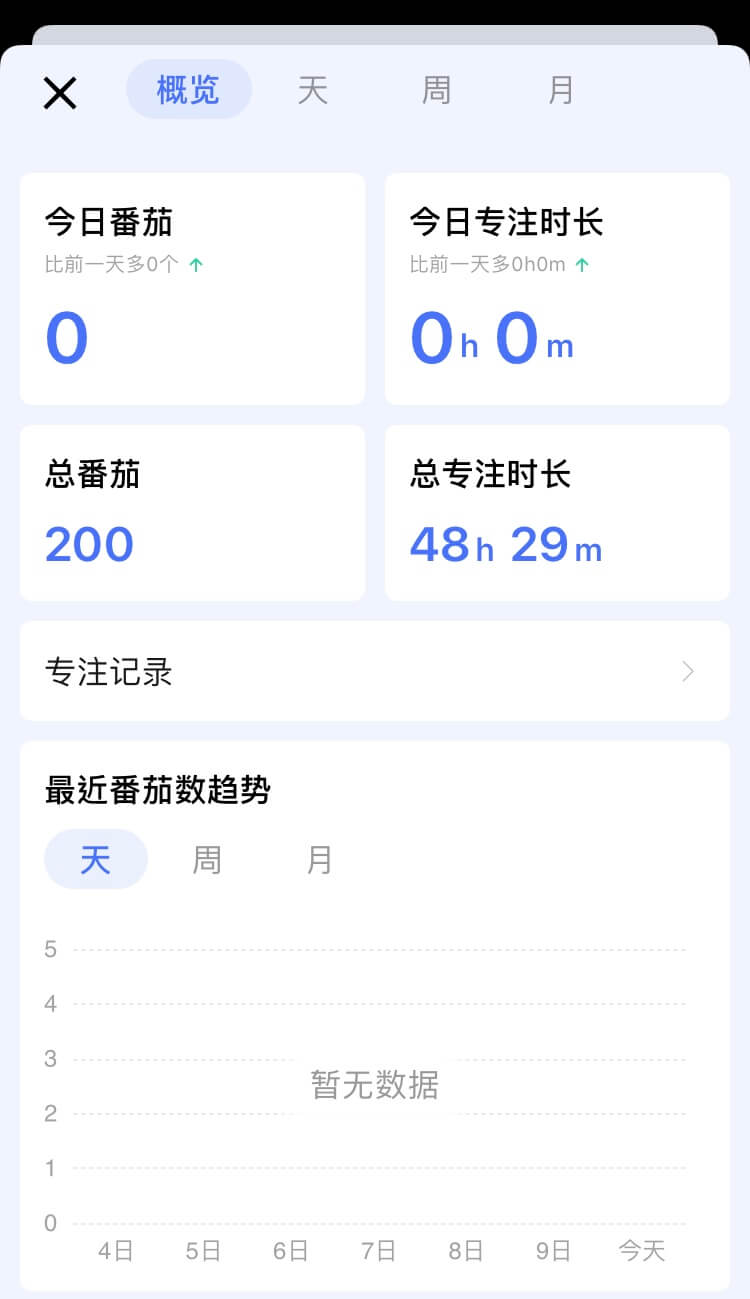 概览 天 周 月
今日番茄
比前一天多0个 ↑
0
今日专注时长
比前一天多0h0m ↑
0 h 0 m
总番茄
200
总专注时长
48 h 29 m
专注记录
最近番茄数趋势
天 周 月
5
4
3
暂无数据
2
1
0
4日 5日 6日 7日 8日 9日 今天